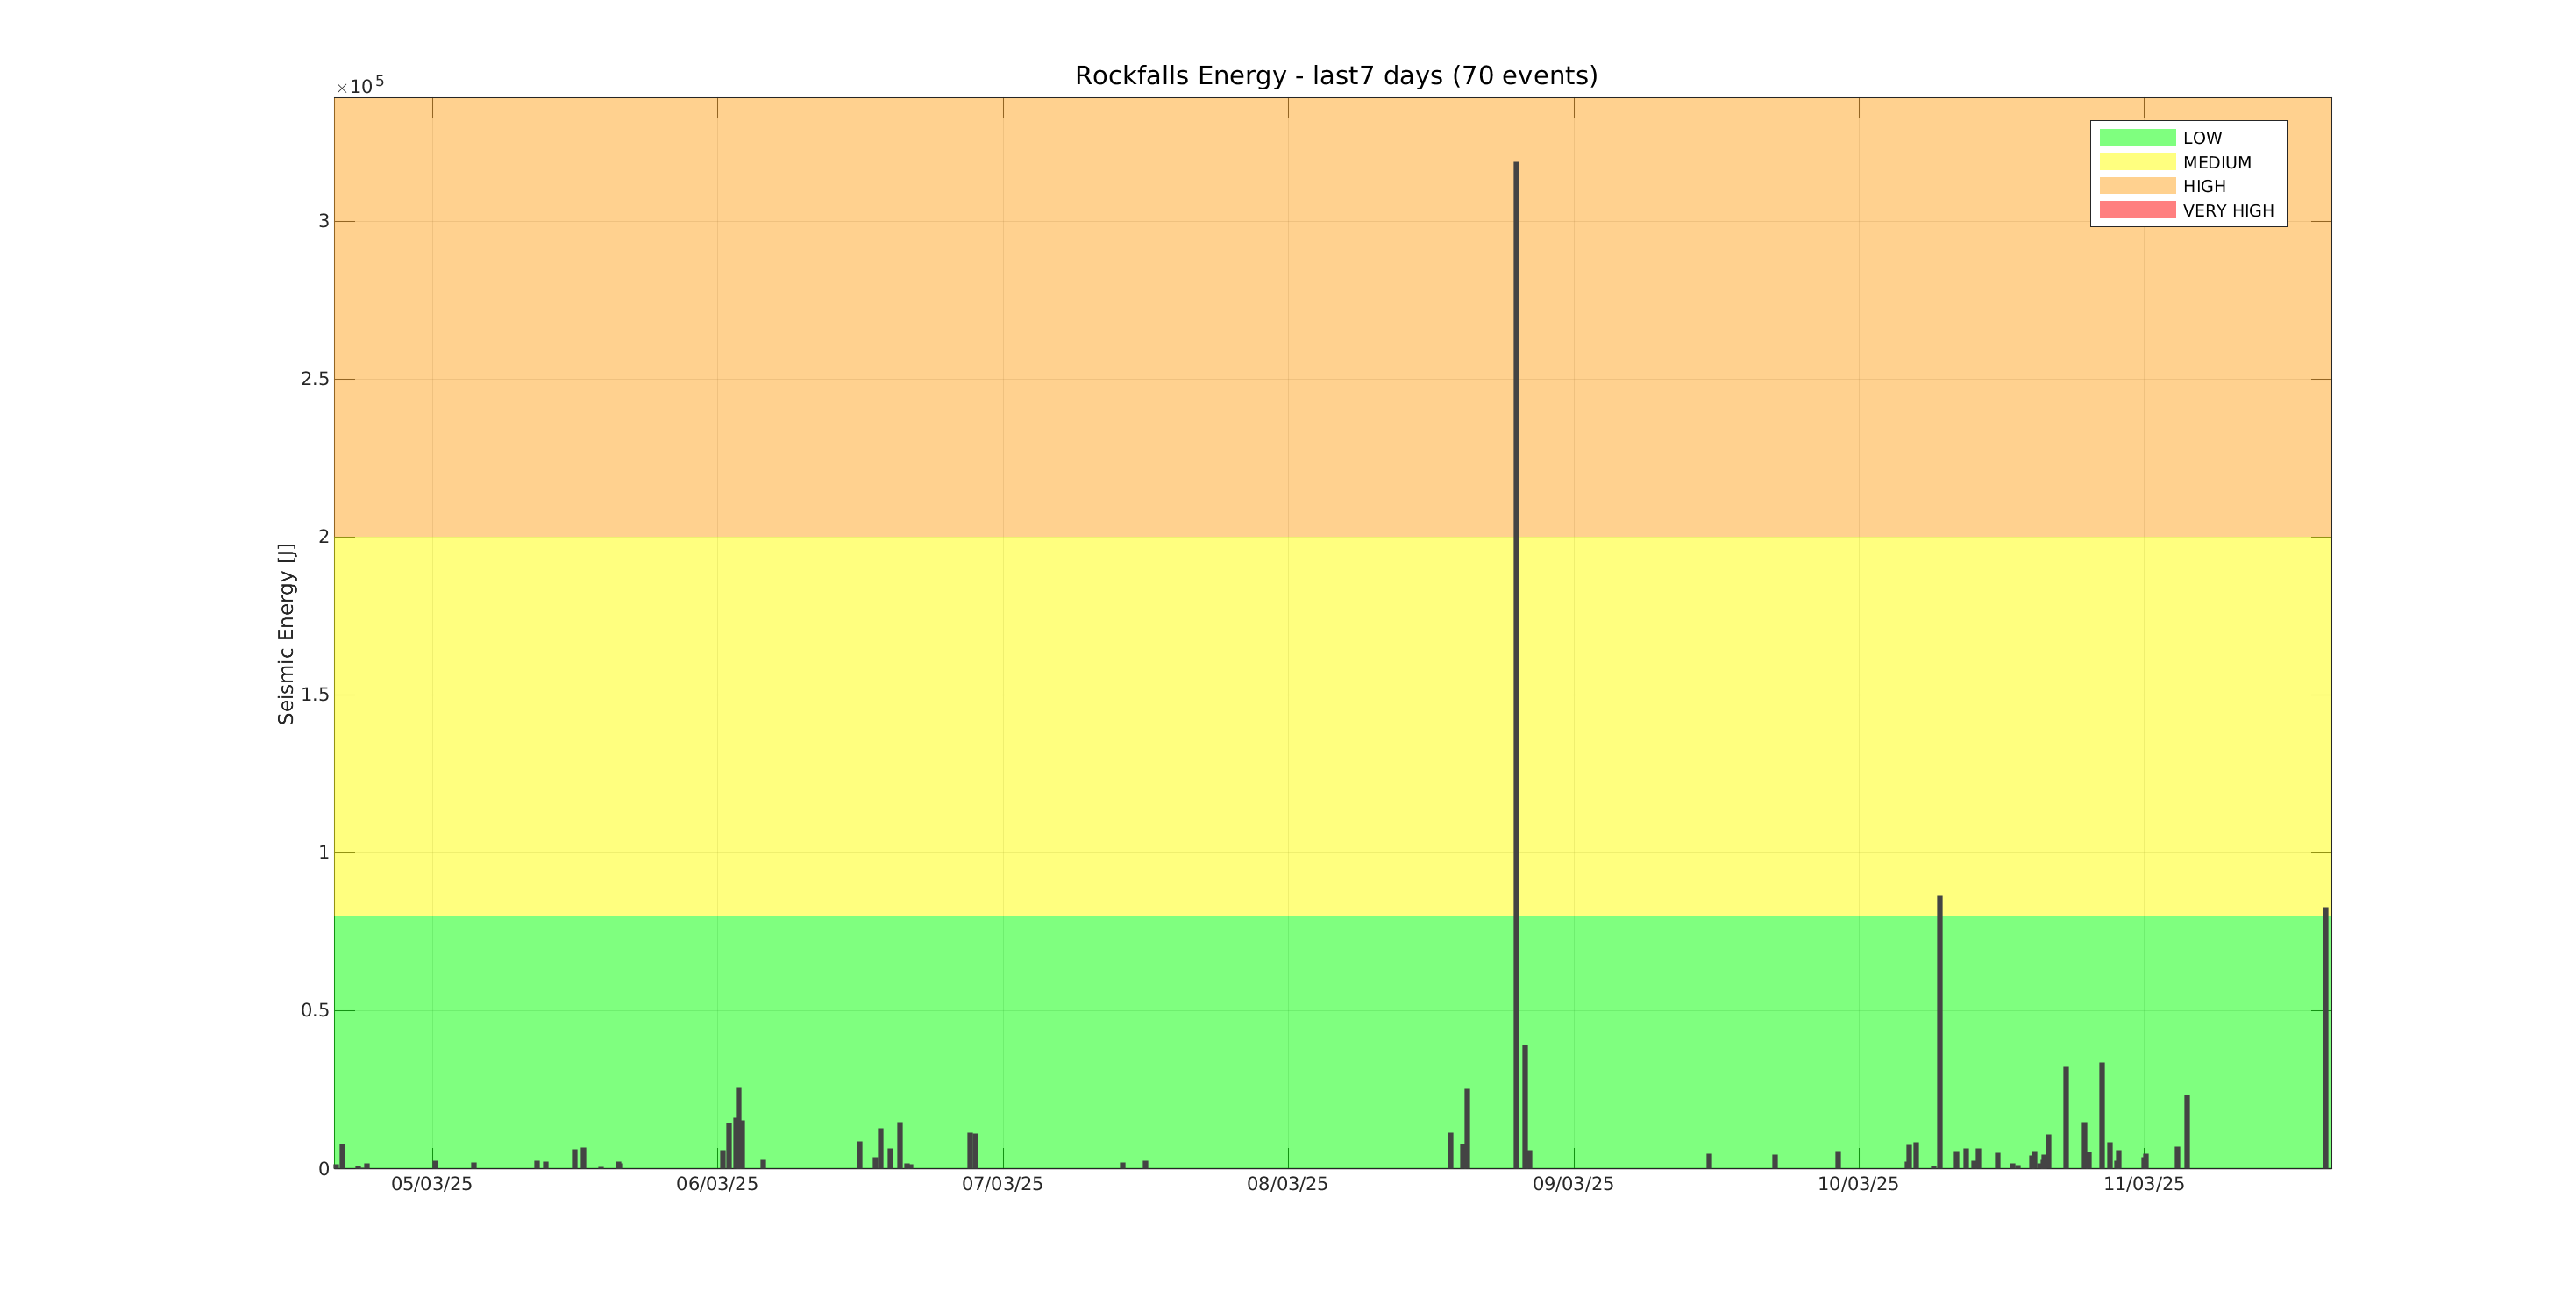 Rockfalls Energy - last7 days (70 events)
×10^5
LOW
MEDIUM
HIGH
VERY HIGH
3
2.5
2
1.5
1
0.5
0
Seismic Energy [J]
05/03/25 06/03/25 07/03/25 08/03/25 09/03/25 10/03/25 11/03/25